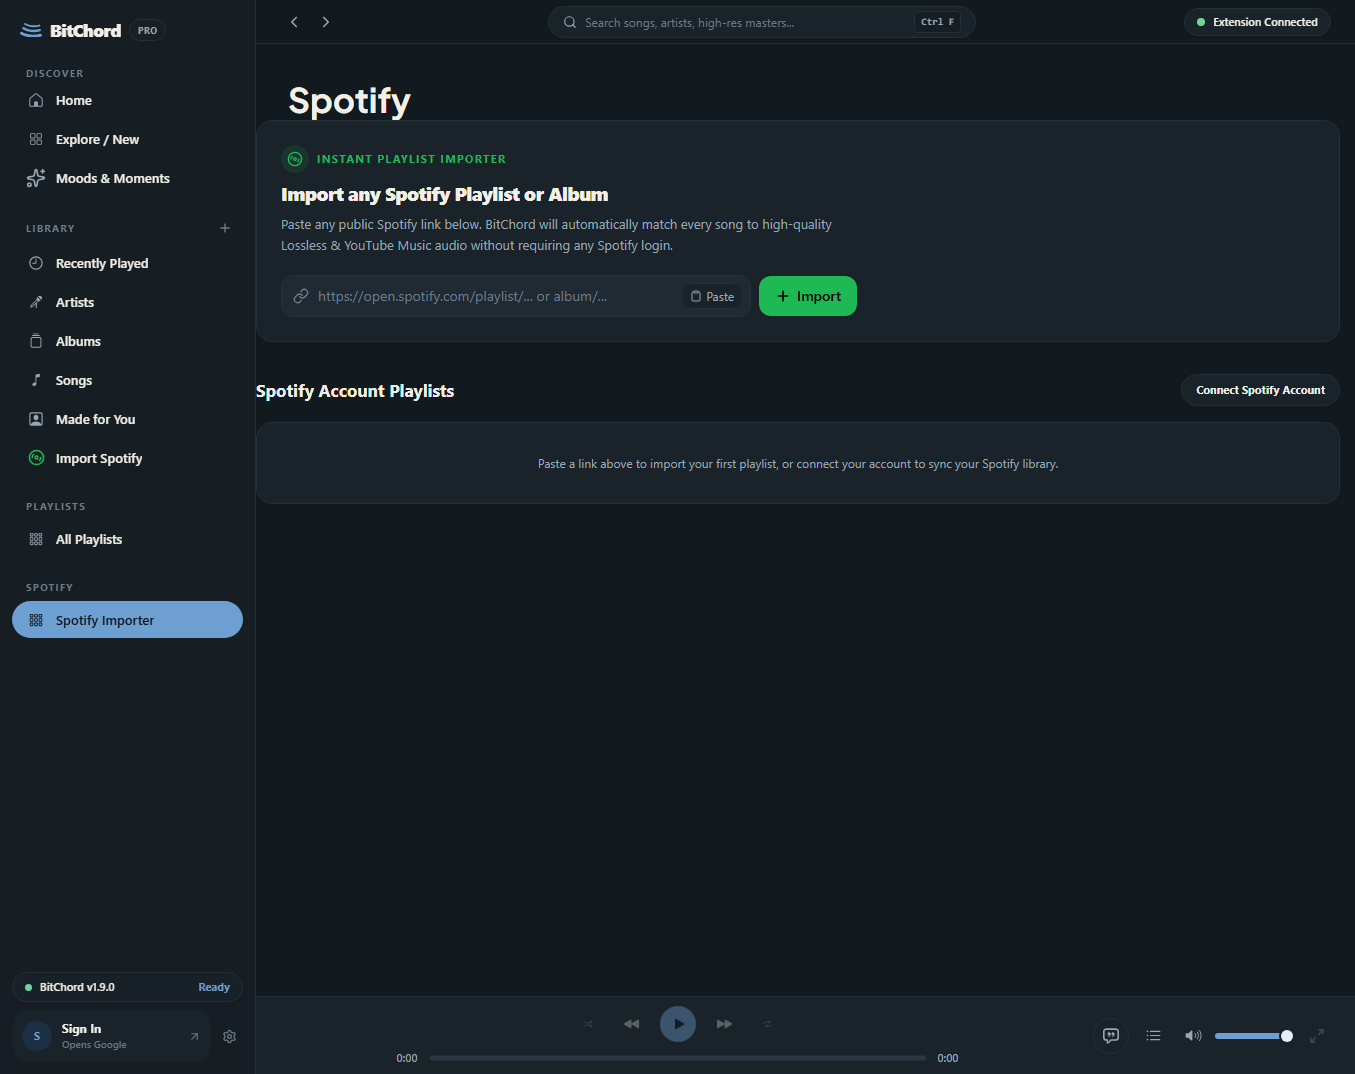 BitChord PRO
DISCOVER
Home
Explore / New
Moods & Moments
LIBRARY
Recently Played
Artists
Albums
Songs
Made for You
Import Spotify
PLAYLISTS
All Playlists
SPOTIFY
Spotify Importer
BitChord v1.9.0 Ready
S
Sign In
Opens Google
Search songs, artists, high-res masters... Ctrl F
Extension Connected
Spotify
INSTANT PLAYLIST IMPORTER
Import any Spotify Playlist or Album
Paste any public Spotify link below. BitChord will automatically match every song to high-quality
Lossless & YouTube Music audio without requiring any Spotify login.
https://open.spotify.com/playlist/... or album/... Paste
Import
Spotify Account Playlists
Connect Spotify Account
Paste a link above to import your first playlist, or connect your account to sync your Spotify library.
0:00
0:00